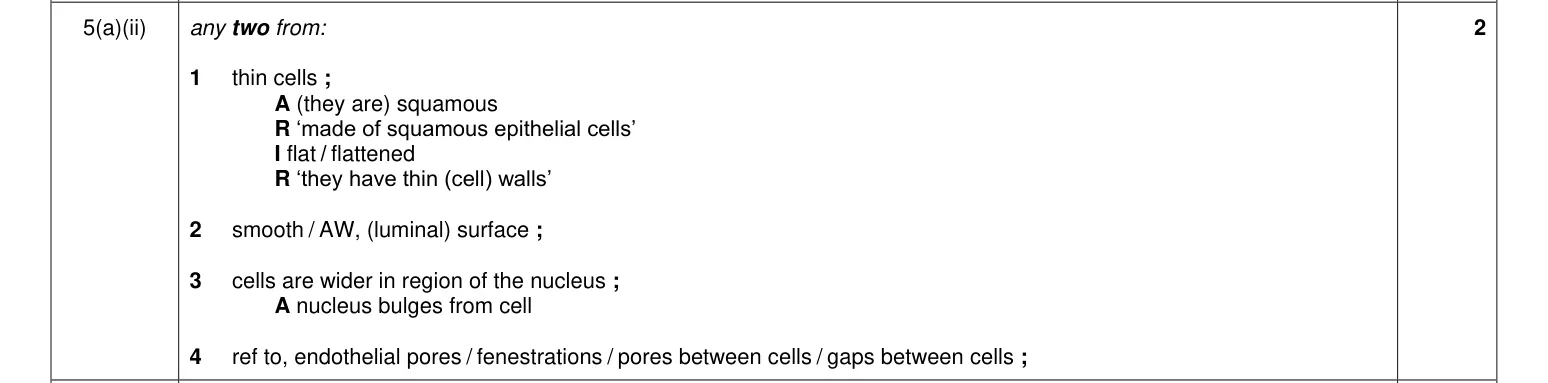 5(a)(ii) any two from: 2
1 thin cells ;
A (they are) squamous
R ‘made of squamous epithelial cells’
I flat / flattened
R ‘they have thin (cell) walls’
2 smooth / AW, (luminal) surface ;
3 cells are wider in region of the nucleus ;
A nucleus bulges from cell
4 ref to, endothelial pores / fenestrations / pores between cells / gaps between cells ;